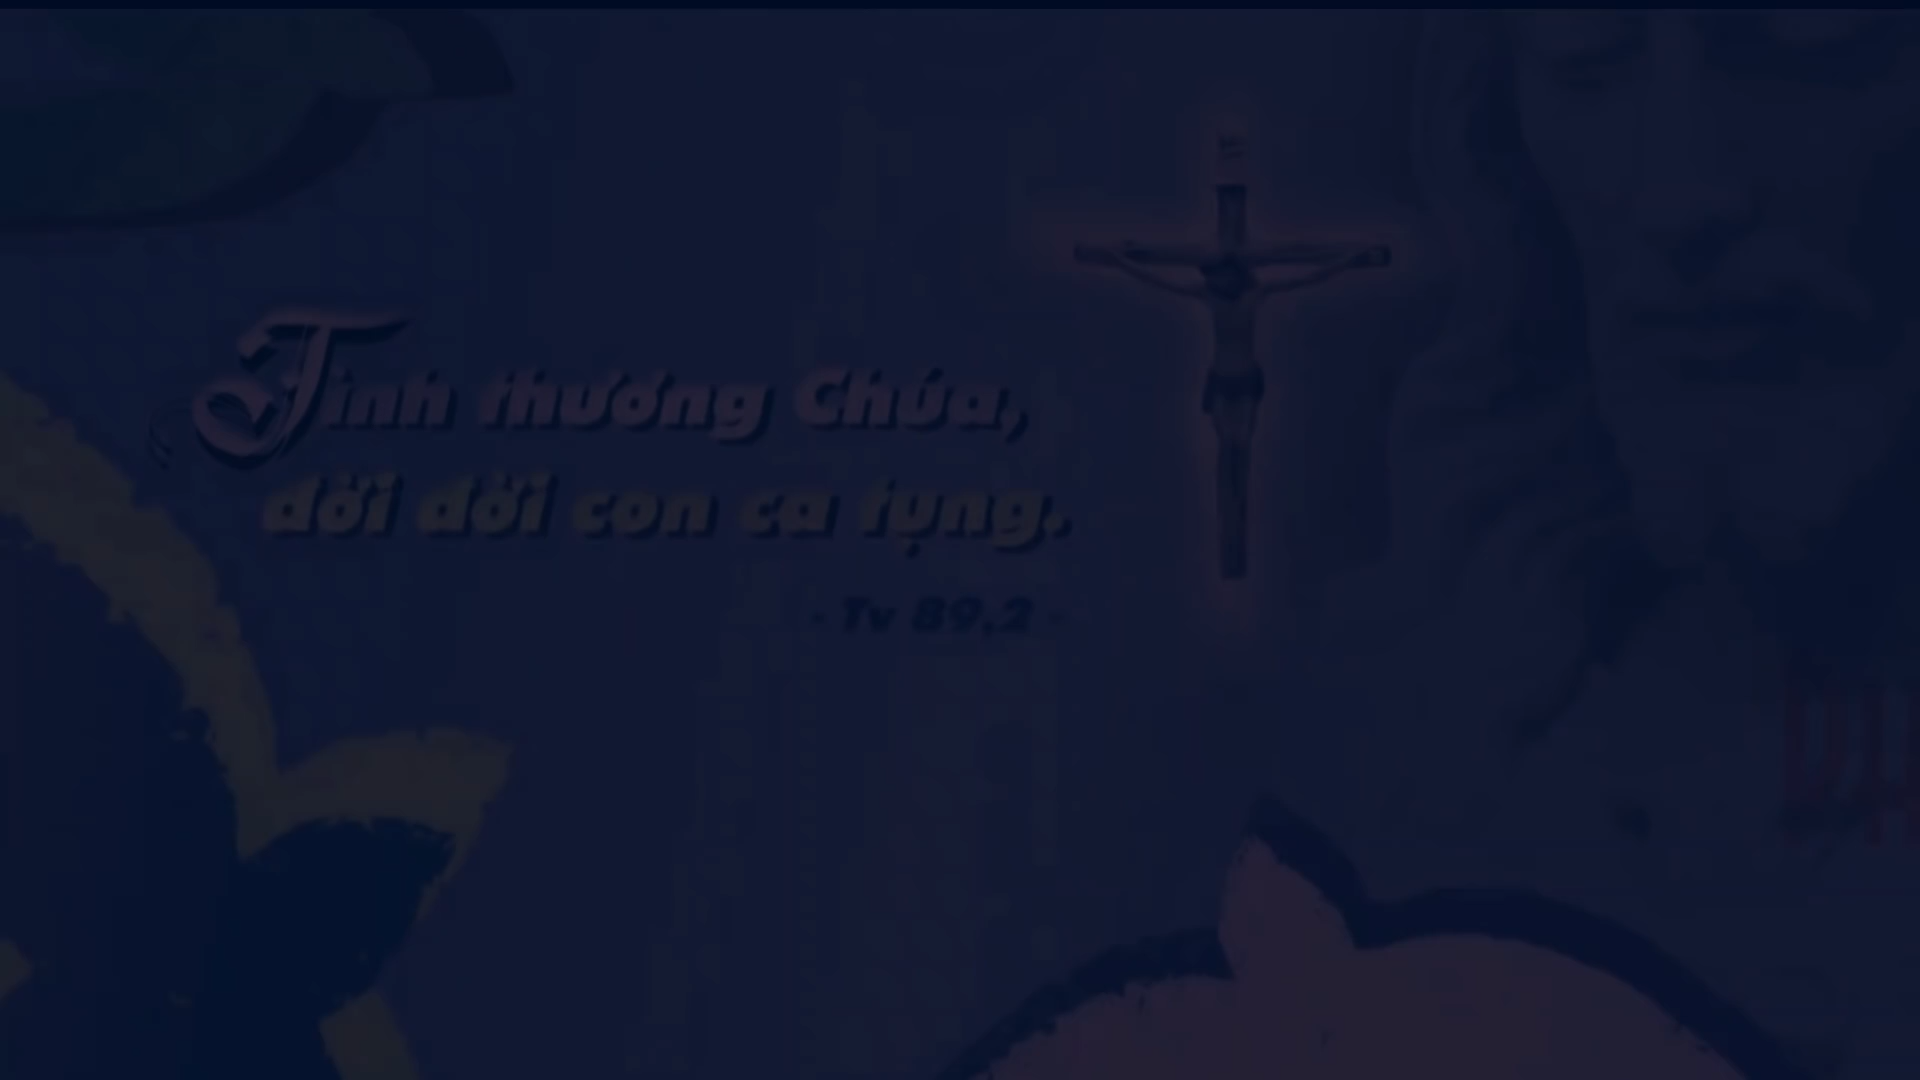 Tình thương Chúa,
đời đời con ca tụng.
- Tv 89,2 -